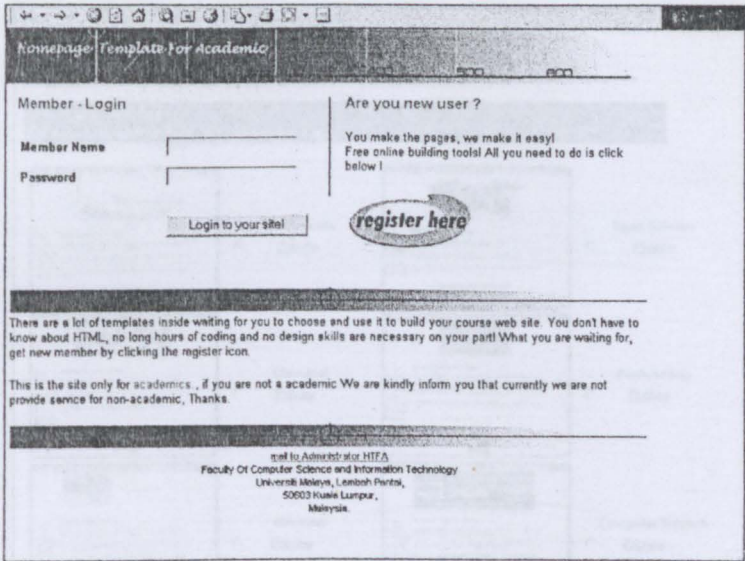 Homepage Template For Academic
Member - Login
Member Name
Password
Login to your site!
Are you new user ?
You make the pages, we make it easy!
Free online building tools! All you need to do is click
below !
register here
There are a lot of templates inside waiting for you to choose and use it to build your course web site. You don't have to
know about HTML, no long hours of coding and no design skills are necessary on your part! What you are waiting for,
get new member by clicking the register icon.
This is the site only for academics , if you are not a academic We are kindly inform you that currently we are not
provide service for non-academic, Thanks.
mail to Administrator HTFA
Faculty Of Computer Science and Information Technology
Universiti Malaya, Lembah Pantai,
50603 Kuala Lumpur,
Malaysia.